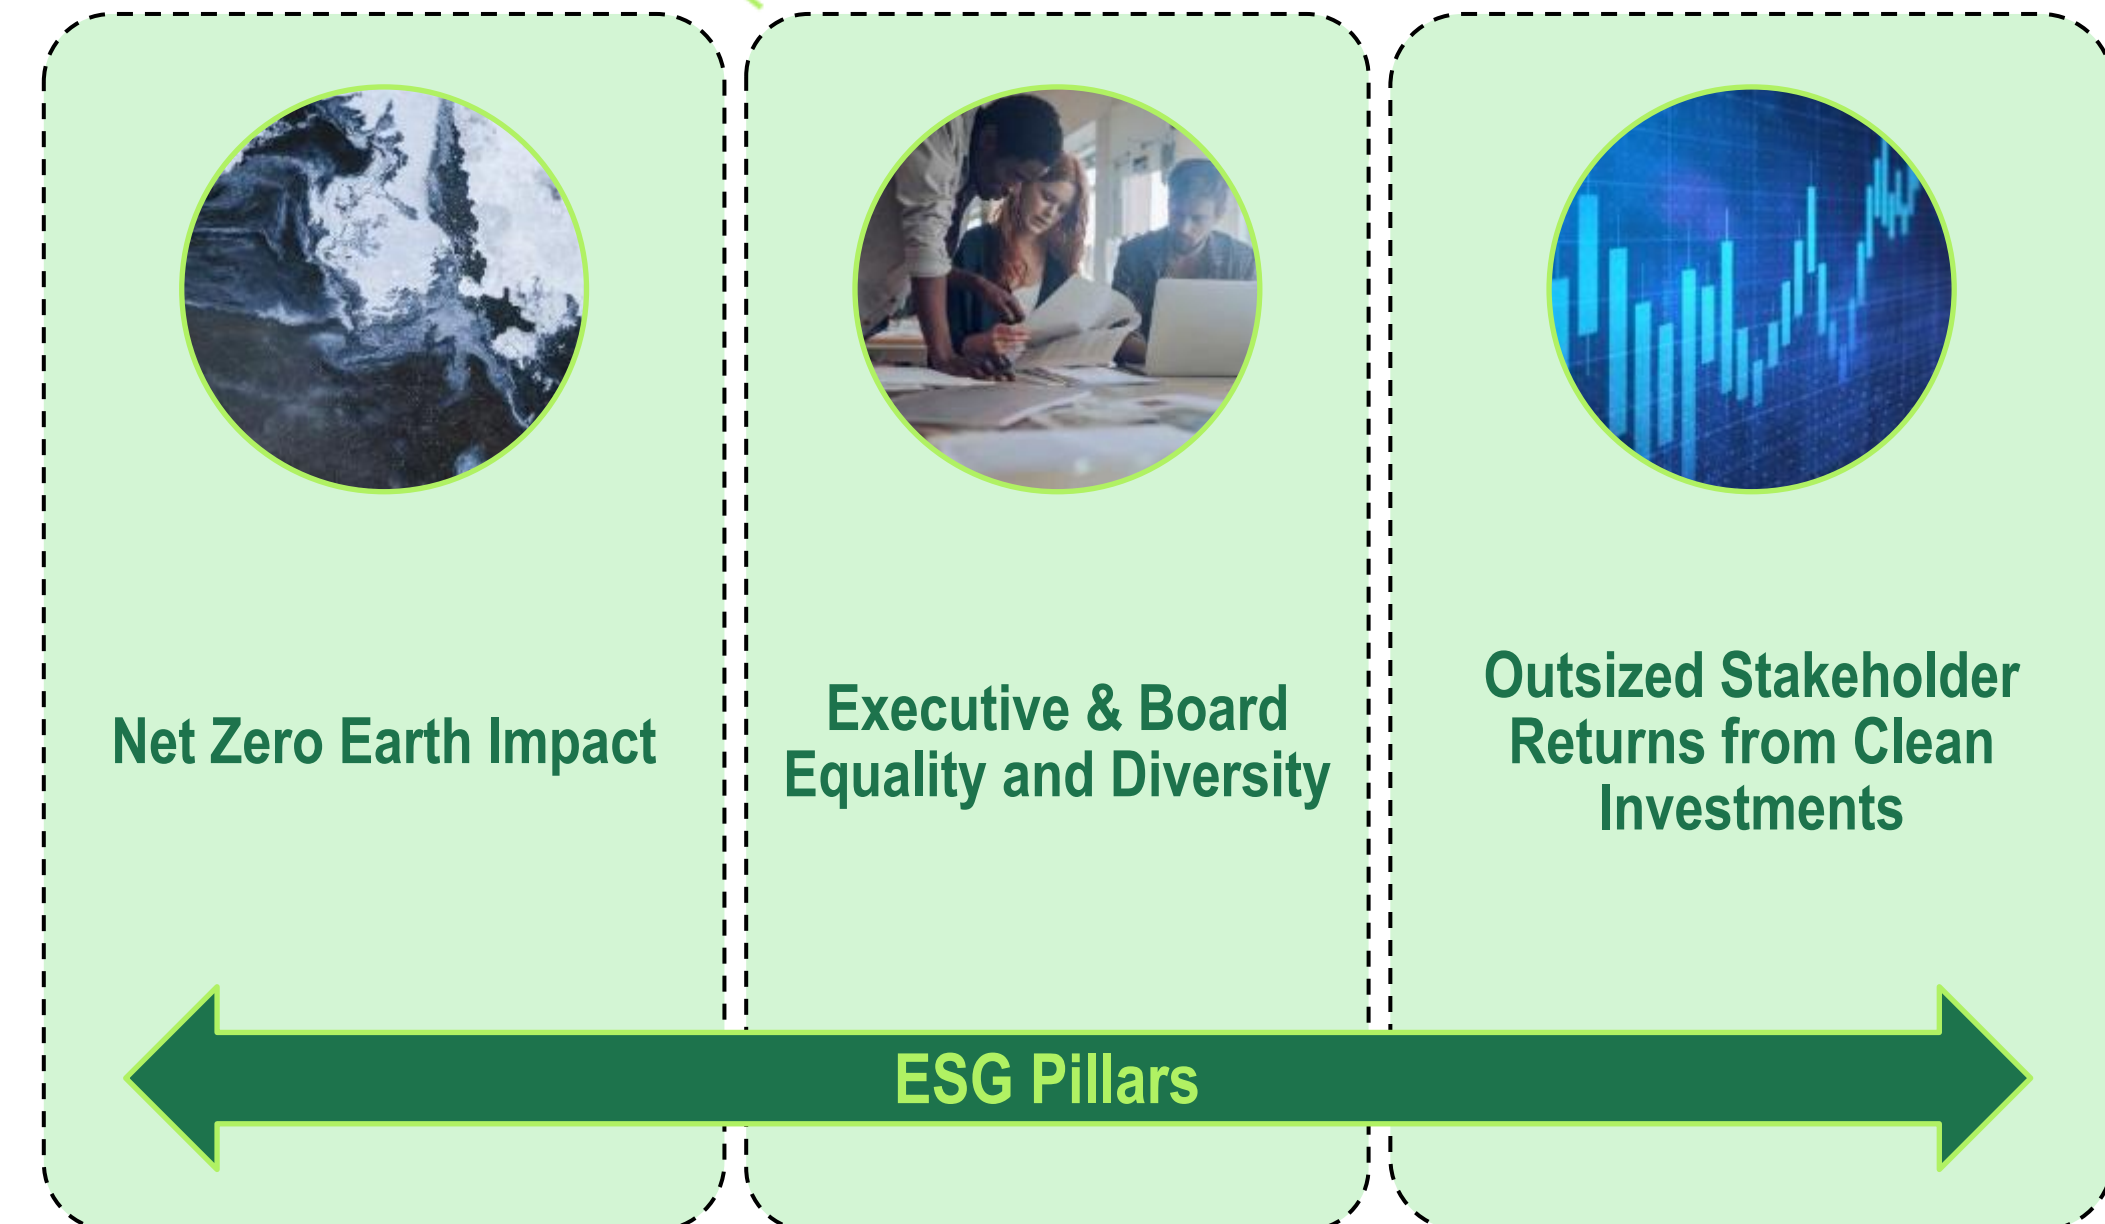 Net Zero Earth Impact
Executive & Board
Equality and Diversity
Outsized Stakeholder
Returns from Clean
Investments
ESG Pillars